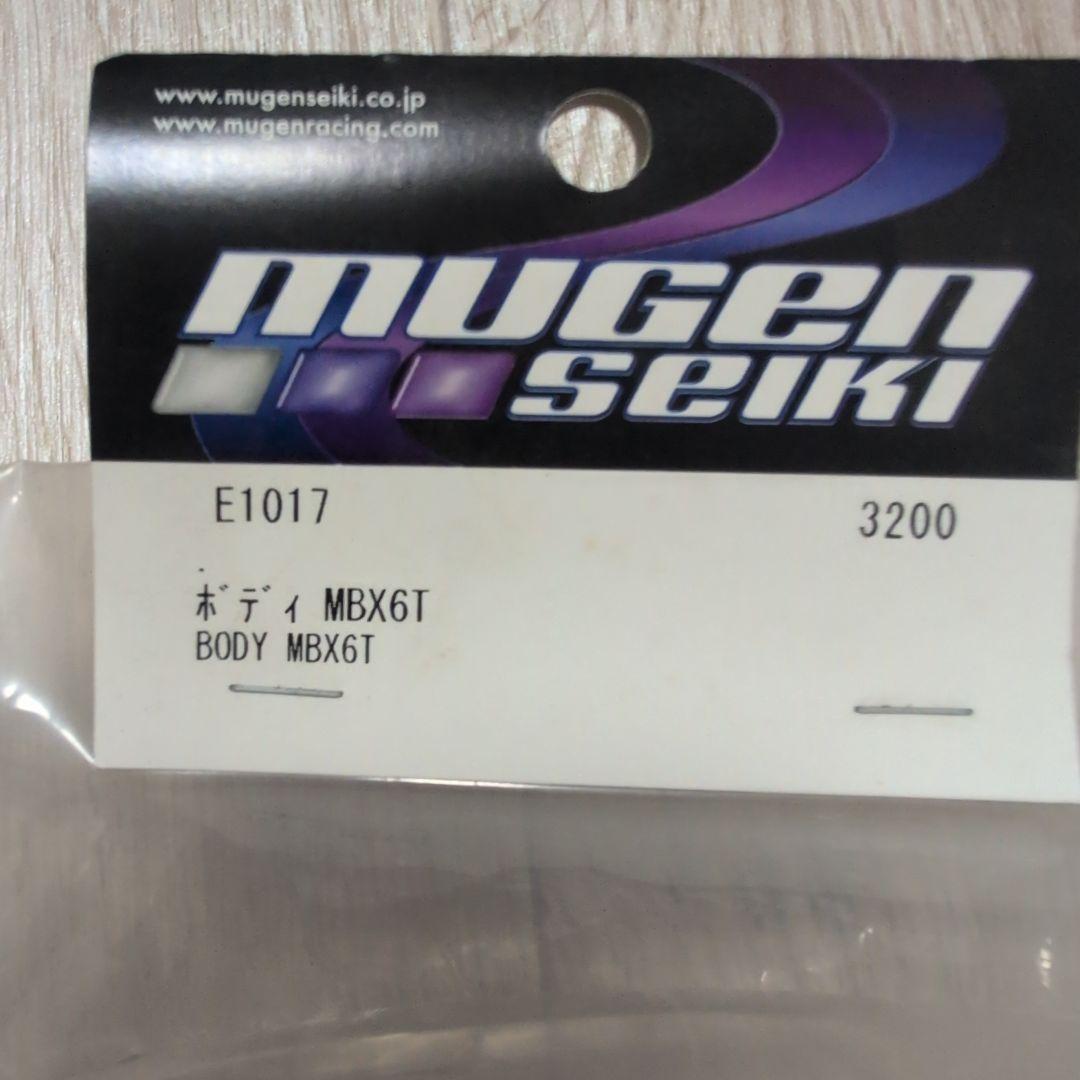 www.mugenseiki.co.jp
www.mugenracing.com
mugen
seiki
E1017 3200
ﾎﾞﾃﾞｨ MBX6T
BODY MBX6T